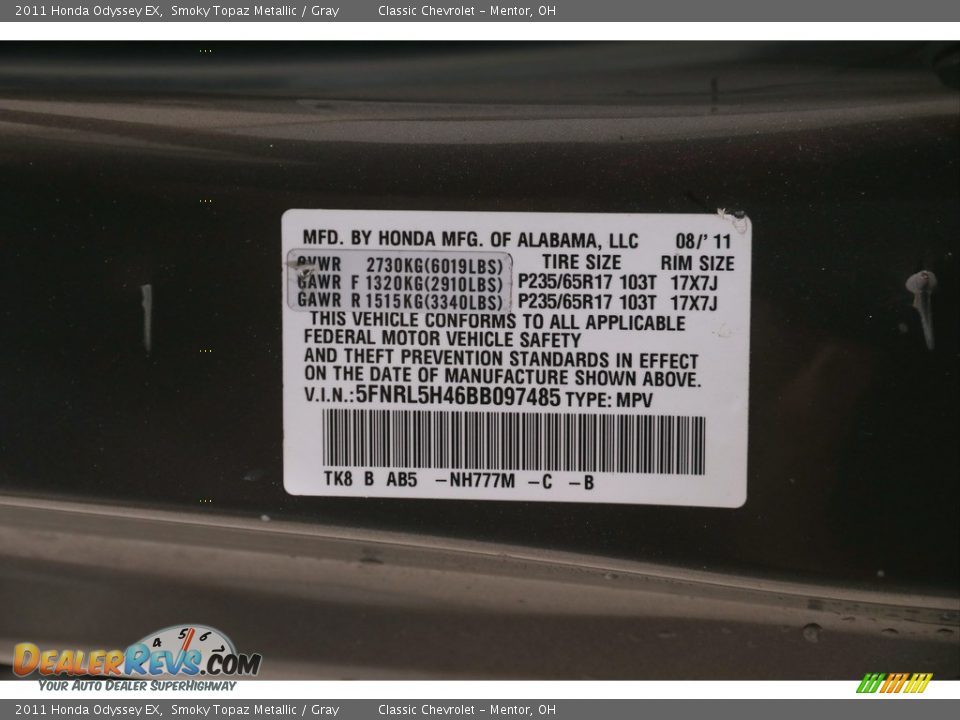 2011 Honda Odyssey EX, Smoky Topaz Metallic / Gray Classic Chevrolet - Mentor, OH
MFD. BY HONDA MFG. OF ALABAMA, LLC 08/'11
GVWR 2730KG(6019LBS) TIRE SIZE RIM SIZE
GAWR F 1320KG(2910LBS) P235/65R17 103T 17X7J
GAWR R 1515KG(3340LBS) P235/65R17 103T 17X7J
THIS VEHICLE CONFORMS TO ALL APPLICABLE
FEDERAL MOTOR VEHICLE SAFETY
AND THEFT PREVENTION STANDARDS IN EFFECT
ON THE DATE OF MANUFACTURE SHOWN ABOVE.
V.I.N.:5FNRL5H46BB097485 TYPE: MPV
TK8 B AB5 -NH777M -C -B
4 5 6
DEALERREVS.COM
YOUR AUTO DEALER SUPERHIGHWAY
2011 Honda Odyssey EX, Smoky Topaz Metallic / Gray Classic Chevrolet - Mentor, OH